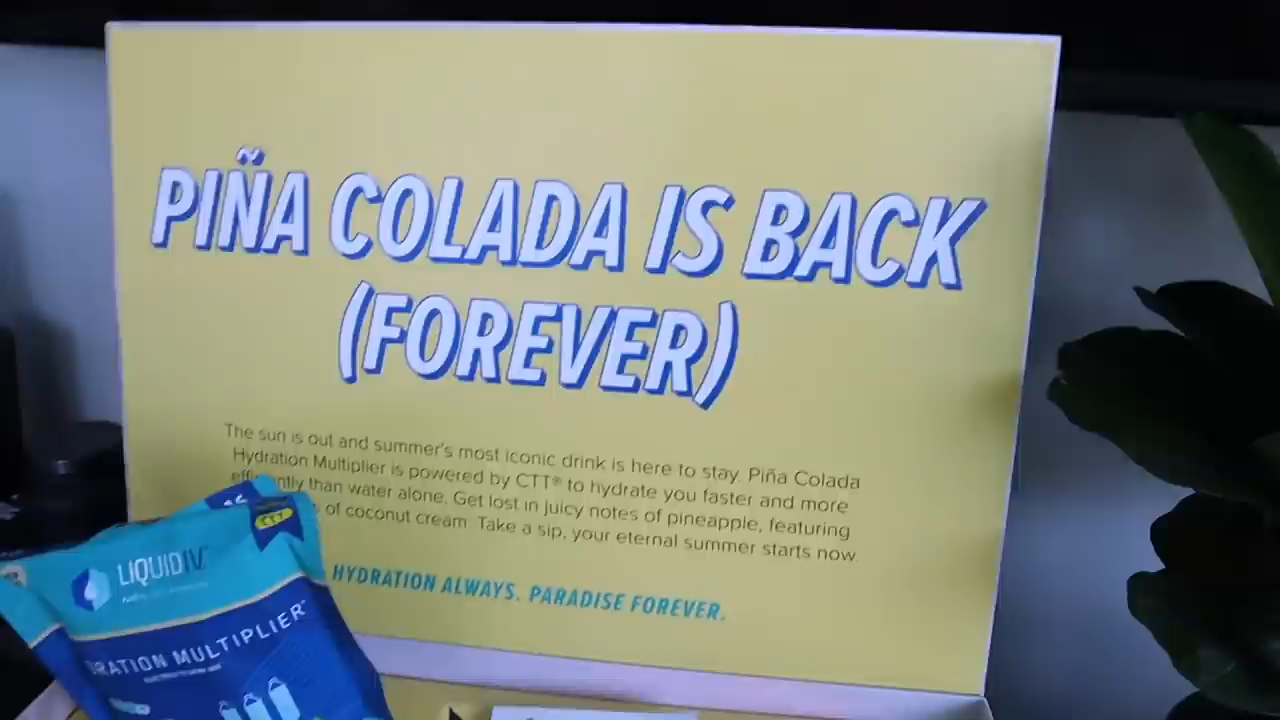 PIÑA COLADA IS BACK
(FOREVER)
The sun is out and summer's most iconic drink is here to stay. Piña Colada
Hydration Multiplier is powered by CTT® to hydrate you faster and more
than water alone. Get lost in juicy notes of pineapple, featuring
of coconut cream. Take a sip, your eternal summer starts now.
HYDRATION ALWAYS. PARADISE FOREVER.
CTT
LIQUID I.V.
RATION MULTIPLIER™